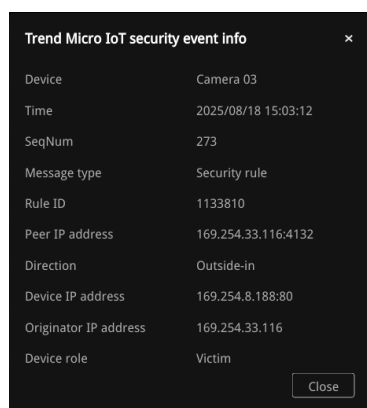 Trend Micro IoT security event info ×
Device Camera 03
Time 2025/08/18 15:03:12
SeqNum 273
Message type Security rule
Rule ID 1133810
Peer IP address 169.254.33.116:4132
Direction Outside-in
Device IP address 169.254.8.188:80
Originator IP address 169.254.33.116
Device role Victim
Close